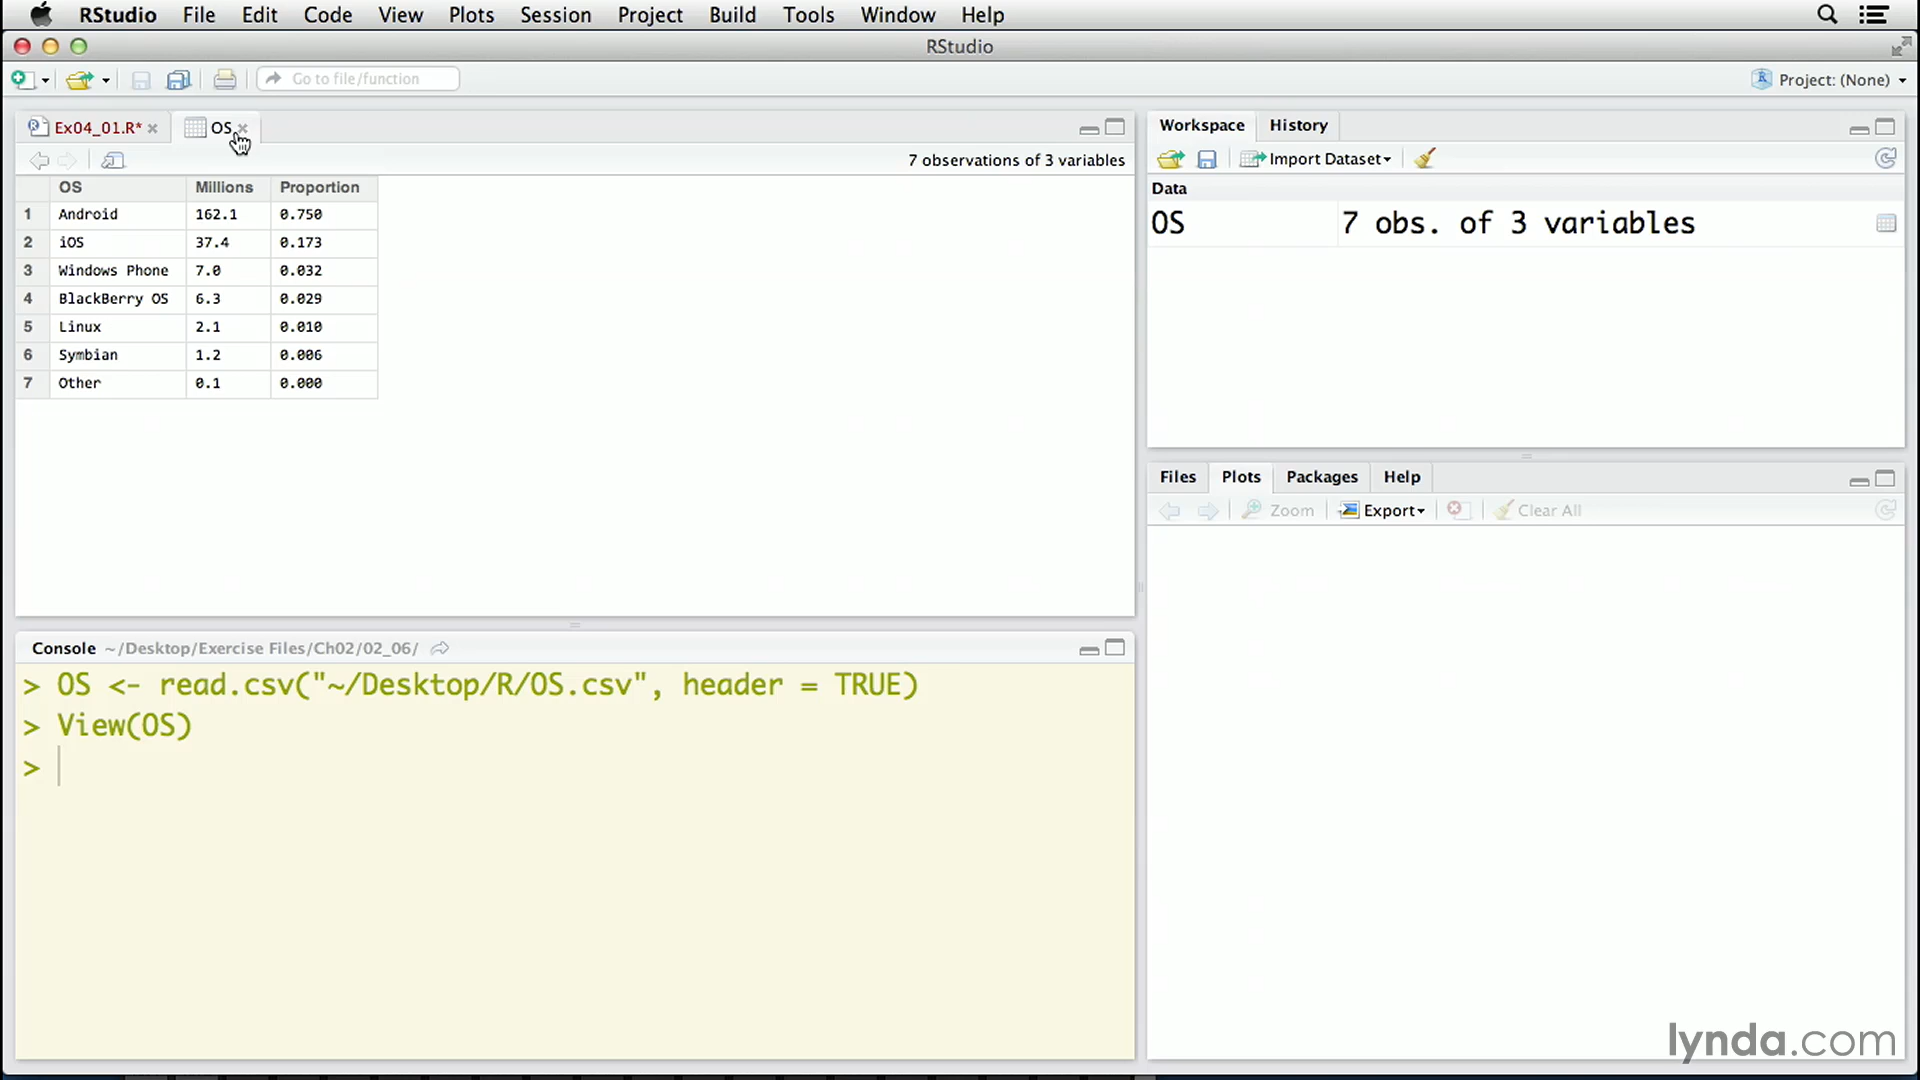 RStudio File Edit Code View Plots Session Project Build Tools Window Help
RStudio
Go to file/function
Project: (None)
Ex04_01.R*
OS
7 observations of 3 variables
OS Millions Proportion
1 Android 162.1 0.750
2 iOS 37.4 0.173
3 Windows Phone 7.0 0.032
4 BlackBerry OS 6.3 0.029
5 Linux 2.1 0.010
6 Symbian 1.2 0.006
7 Other 0.1 0.000
Console ~/Desktop/Exercise Files/Ch02/02_06/
> OS <- read.csv("~/Desktop/R/OS.csv", header = TRUE)
> View(OS)
>
Workspace History
Import Dataset
Data
OS 7 obs. of 3 variables
Files Plots Packages Help
Zoom Export Clear All
lynda.com